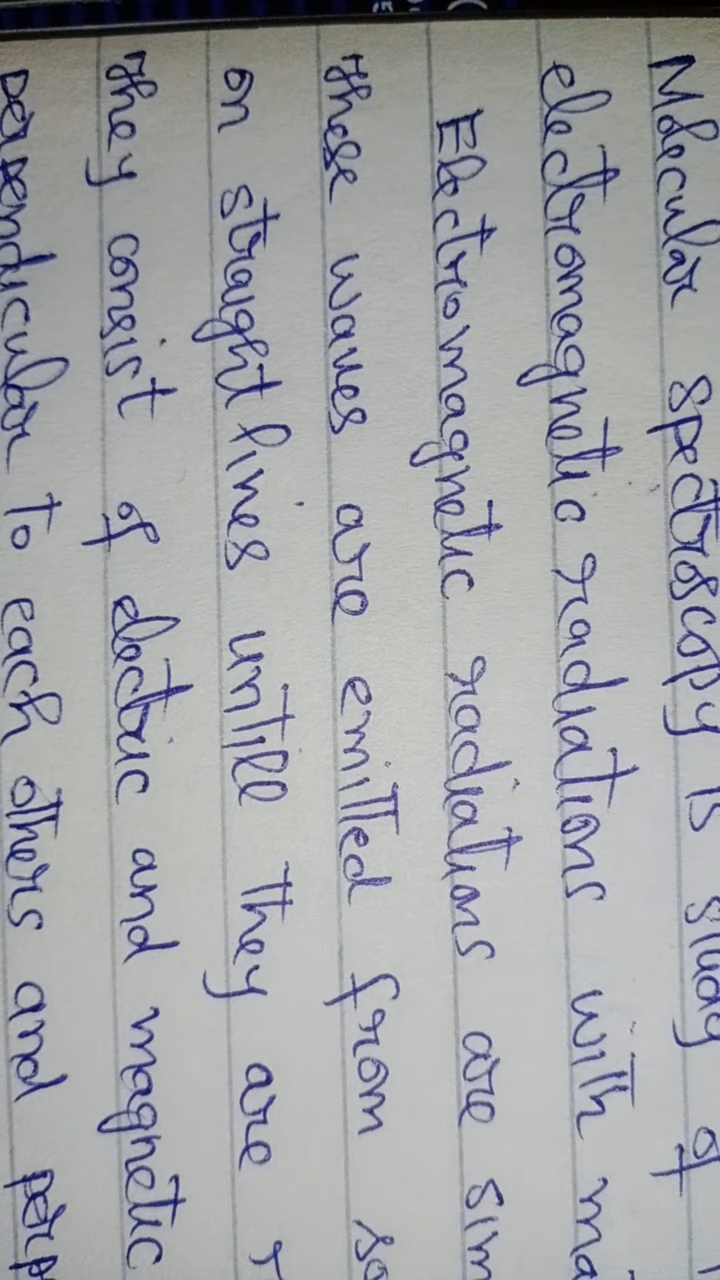 Molecular spectroscopy is study of
electromagnetic radiations with ma
Electromagnetic radiations are sim
these waves are emitted from so
on straight lines untill they are r
they consist of electric and magnetic
perpendicular to each others and perp